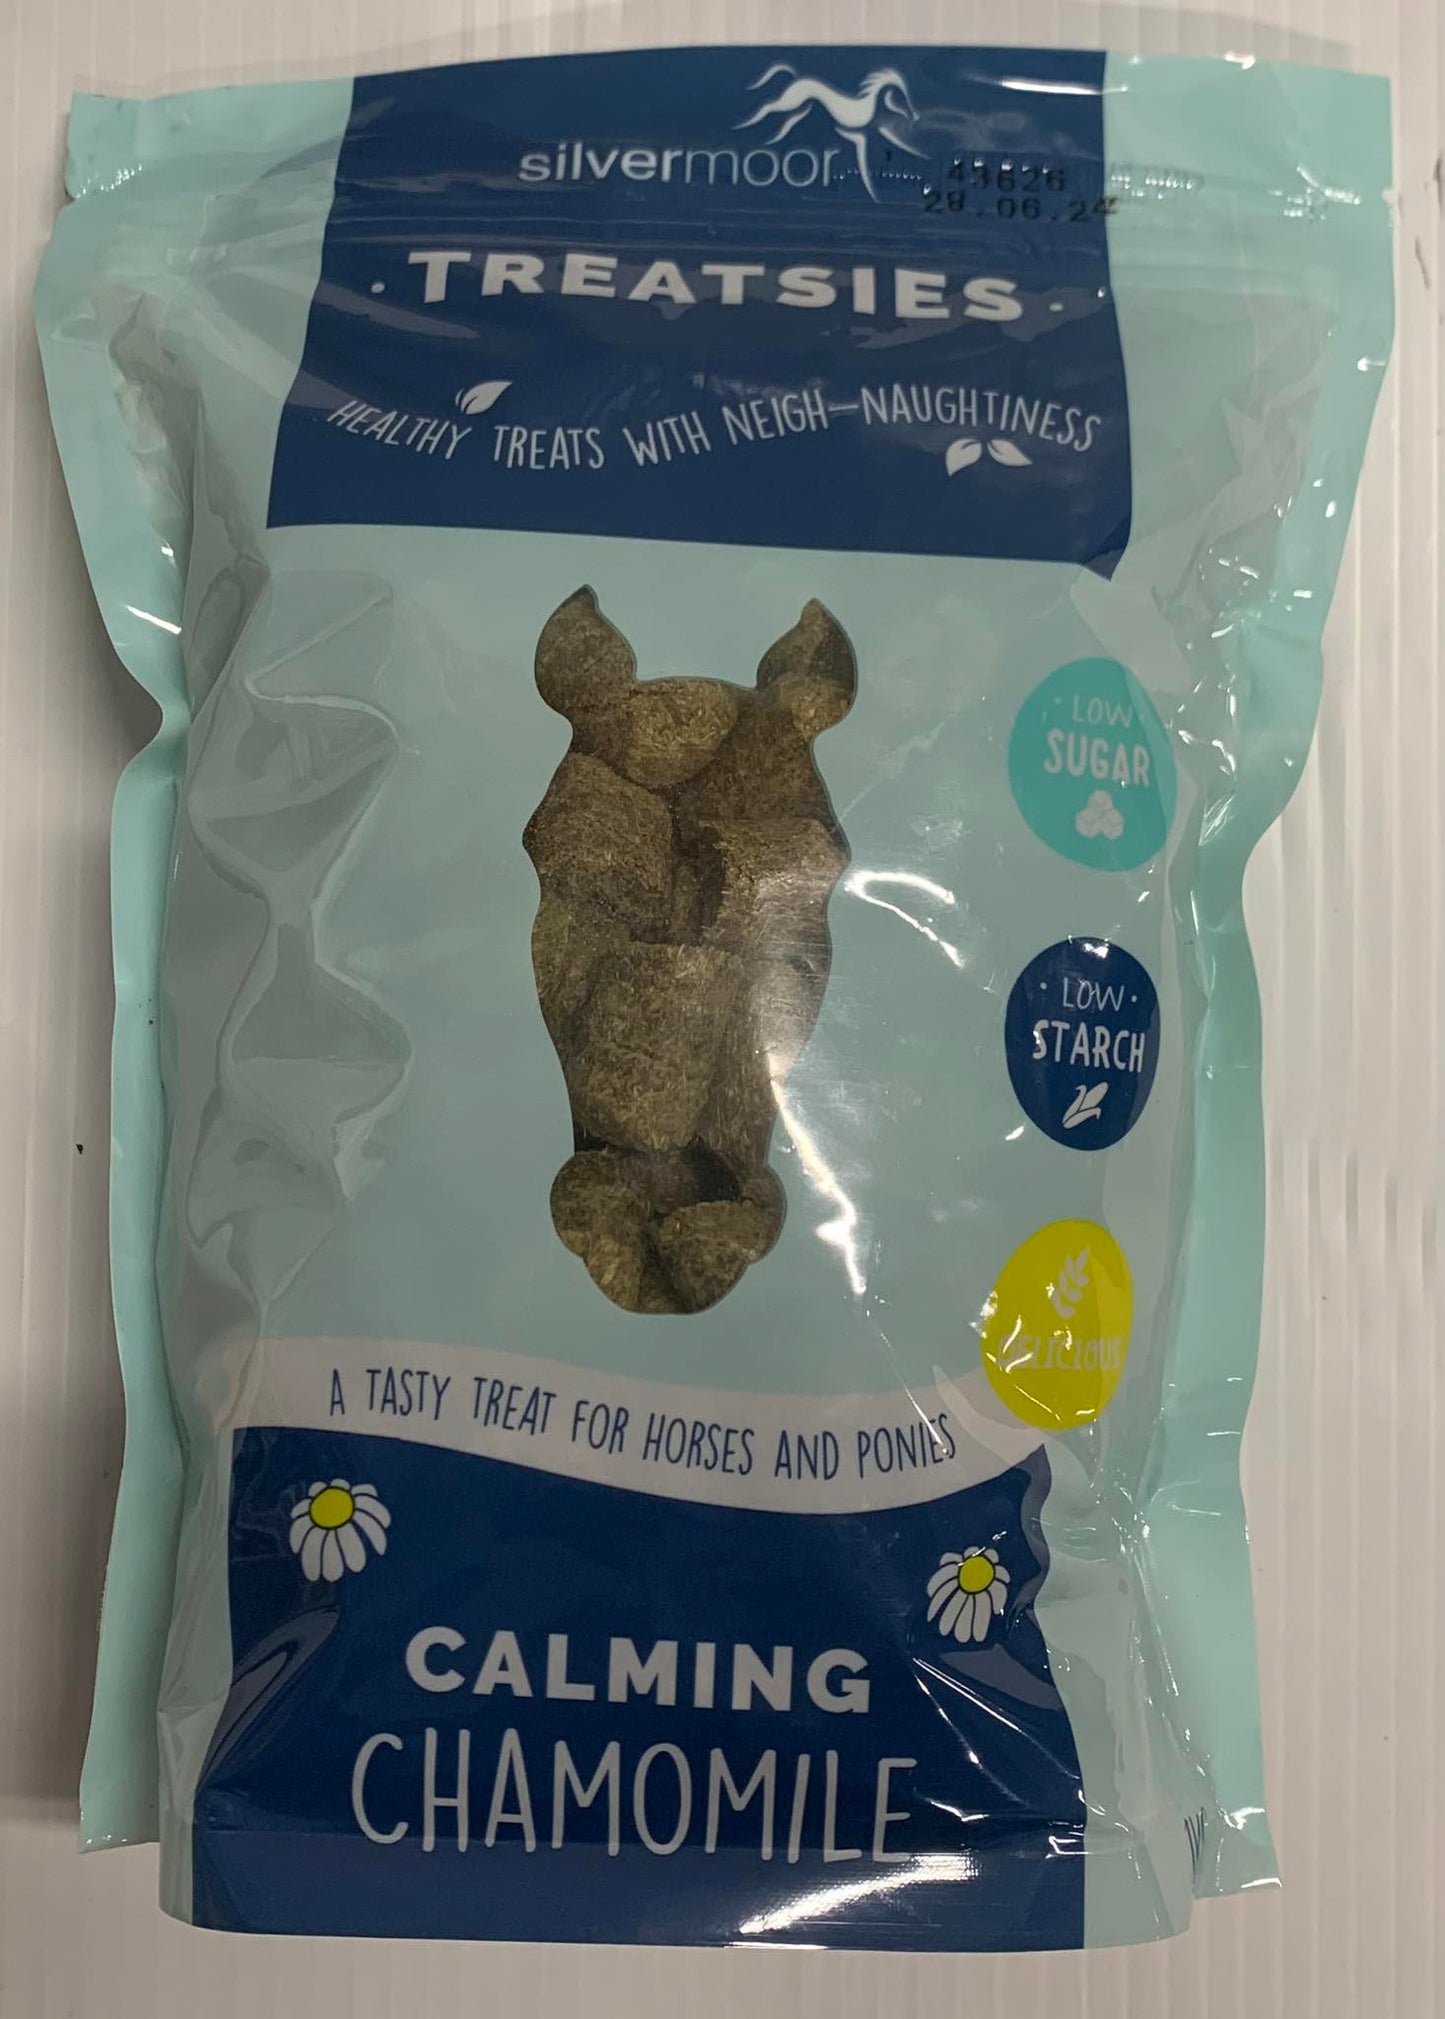 silvermoor
43626
28.06.24
· TREATSIES ·
HEALTHY TREATS WITH NEIGH-NAUGHTINESS
· LOW ·
SUGAR
· LOW ·
STARCH
DELICIOUS
A TASTY TREAT FOR HORSES AND PONIES
CALMING
CHAMOMILE